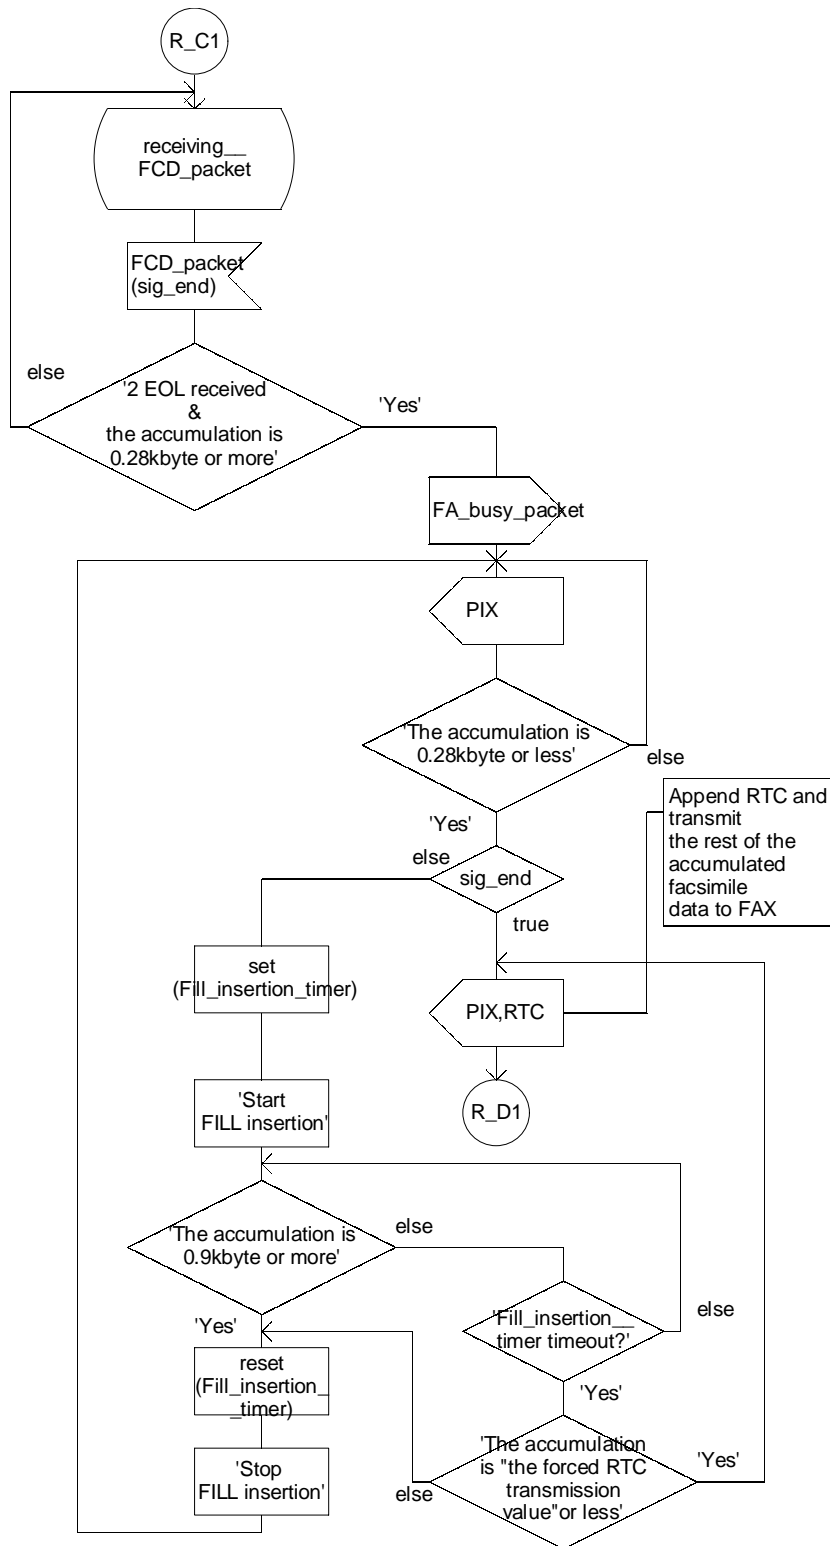 R_C1
receiving__
FCD_packet
FCD_packet
(sig_end)
else
'2 EOL received
&
the accumulation is
0.28kbyte or more'
'Yes'
FA_busy_packet
PIX
'The accumulation is
0.28kbyte or less'
else
'Yes'
Append RTC and
transmit
the rest of the
accumulated
facsimile
data to FAX
else
sig_end
true
set
(Fill_insertion_timer)
PIX,RTC
'Start
FILL insertion'
R_D1
'The accumulation is
0.9kbyte or more'
else
'Fill_insertion__
timer timeout?'
else
'Yes'
reset
(Fill_insertion_
_timer)
'Yes'
'The accumulation
is "the forced RTC
transmission
value"or less'
'Yes'
else
'Stop
FILL insertion'